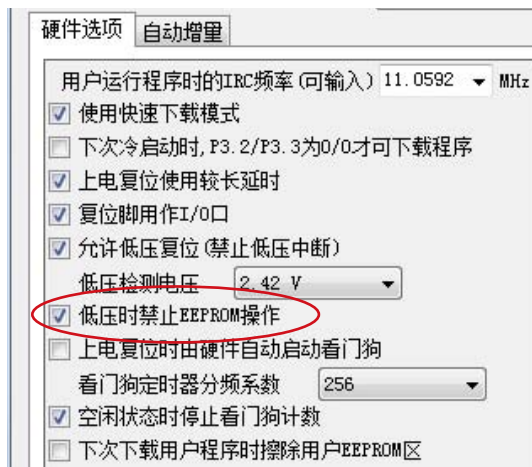 硬件选项 自动增量
用户运行程序时的IRC频率(可输入) 11.0592 MHz
使用快速下载模式
下次冷启动时,P3.2/P3.3为0/0才可下载程序
上电复位使用较长延时
复位脚用作I/O口
允许低压复位(禁止低压中断)
低压检测电压 2.42 V
低压时禁止EEPROM操作
上电复位时由硬件自动启动看门狗
看门狗定时器分频系数 256
空闲状态时停止看门狗计数
下次下载用户程序时擦除用户EEPROM区